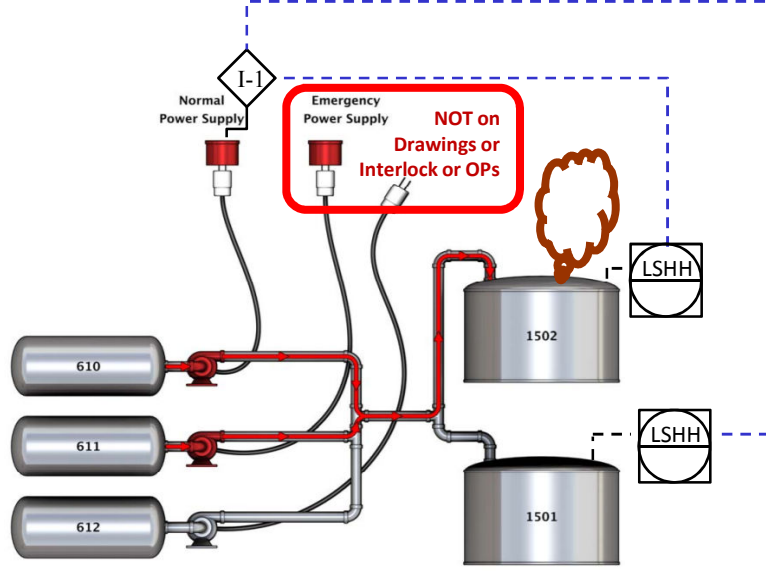 I-1
Normal
Power Supply
Emergency
Power Supply
NOT on
Drawings or
Interlock or OPs
LSHH
1502
610
611
LSHH
612
1501